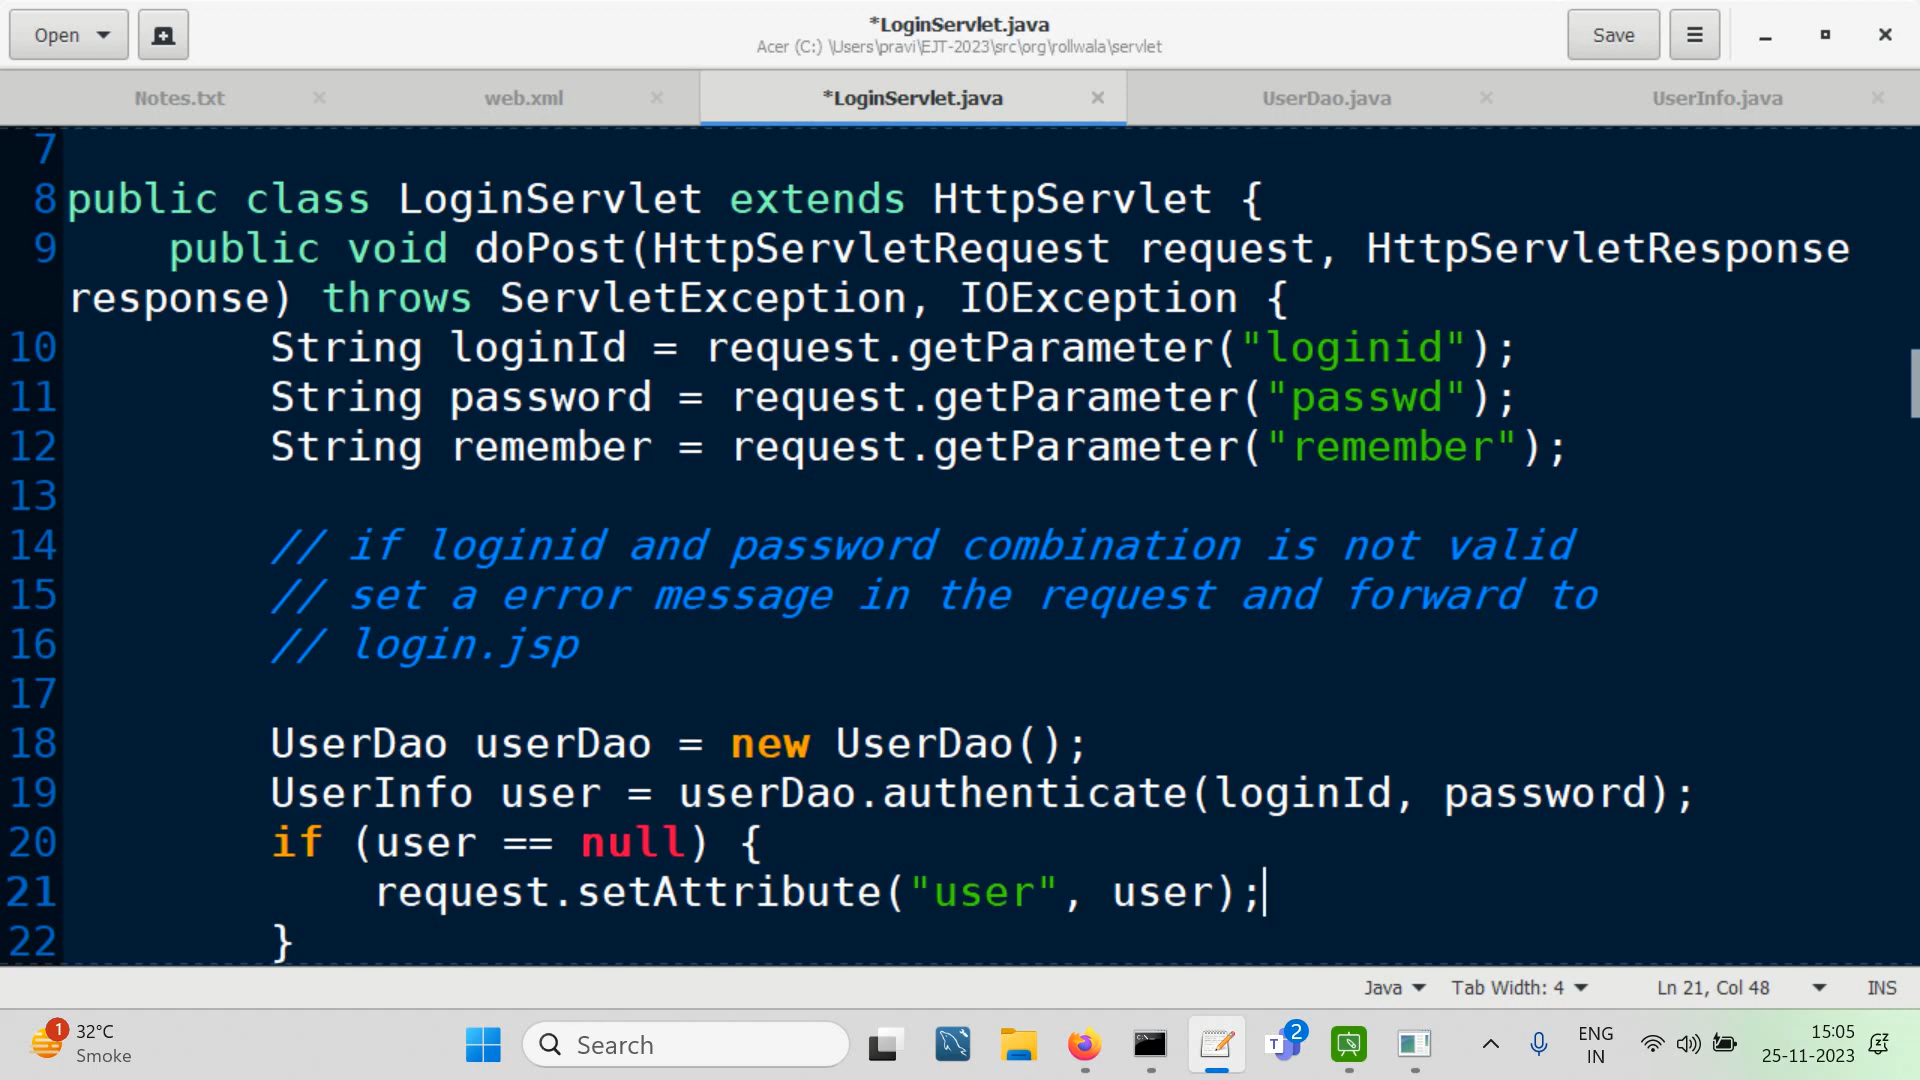 Open
*LoginServlet.java
Acer (C:) \Users\pravi\EJT-2023\src\org\rollwala\servlet
Save
Notes.txt
web.xml
*LoginServlet.java
UserDao.java
UserInfo.java
7
8 public class LoginServlet extends HttpServlet {
9     public void doPost(HttpServletRequest request, HttpServletResponse
response) throws ServletException, IOException {
10         String loginId = request.getParameter("loginid");
11         String password = request.getParameter("passwd");
12         String remember = request.getParameter("remember");
13
14         // if loginid and password combination is not valid
15         // set a error message in the request and forward to
16         // login.jsp
17
18         UserDao userDao = new UserDao();
19         UserInfo user = userDao.authenticate(loginId, password);
20         if (user == null) {
21             request.setAttribute("user", user);
22         }
Java
Tab Width: 4
Ln 21, Col 48
INS
1
32°C
Smoke
Search
T
2
ENG
IN
15:05
25-11-2023